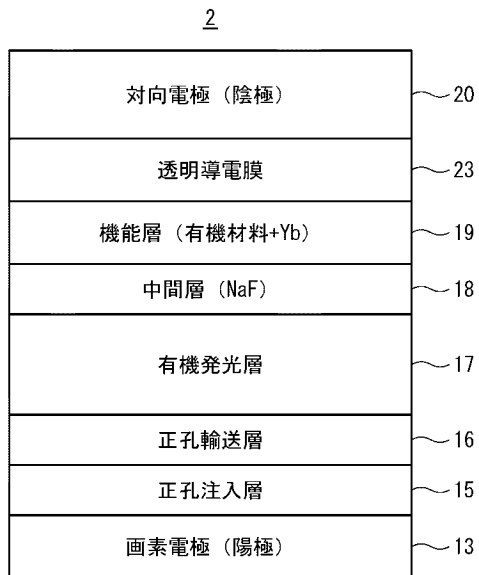 2
対向電極（陰極） 20
透明導電膜 23
機能層（有機材料+Yb） 19
中間層（NaF） 18
有機発光層 17
正孔輸送層 16
正孔注入層 15
画素電極（陽極） 13